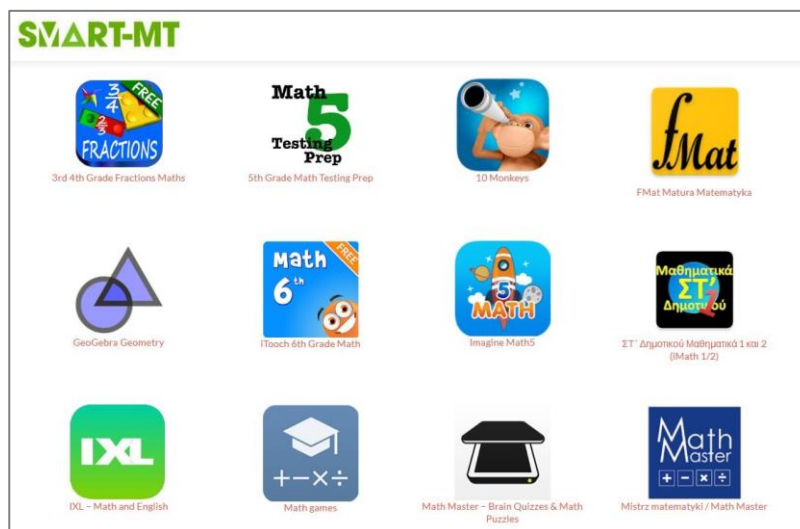 SMART-MT
3/4
FREE
2/3
FRACTIONS
3rd 4th Grade Fractions Maths
Math
5
Testing
Prep
5th Grade Math Testing Prep
10 Monkeys
fMat
FMat Matura Matematyka
GeoGebra Geometry
Math
6th
FREE
iTooch 6th Grade Math
5
MATH
Imagine Math5
Μαθηματικά
ΣΤ'
1
Δημοτικού
ΣΤ΄ Δημοτικού Μαθηματικά 1 και 2
(iMath 1/2)
IXL
IXL – Math and English
+-×÷
Math games
Math Master – Brain Quizzes & Math
Puzzles
Math
Master
+ - × ÷
Mistrz matematyki / Math Master